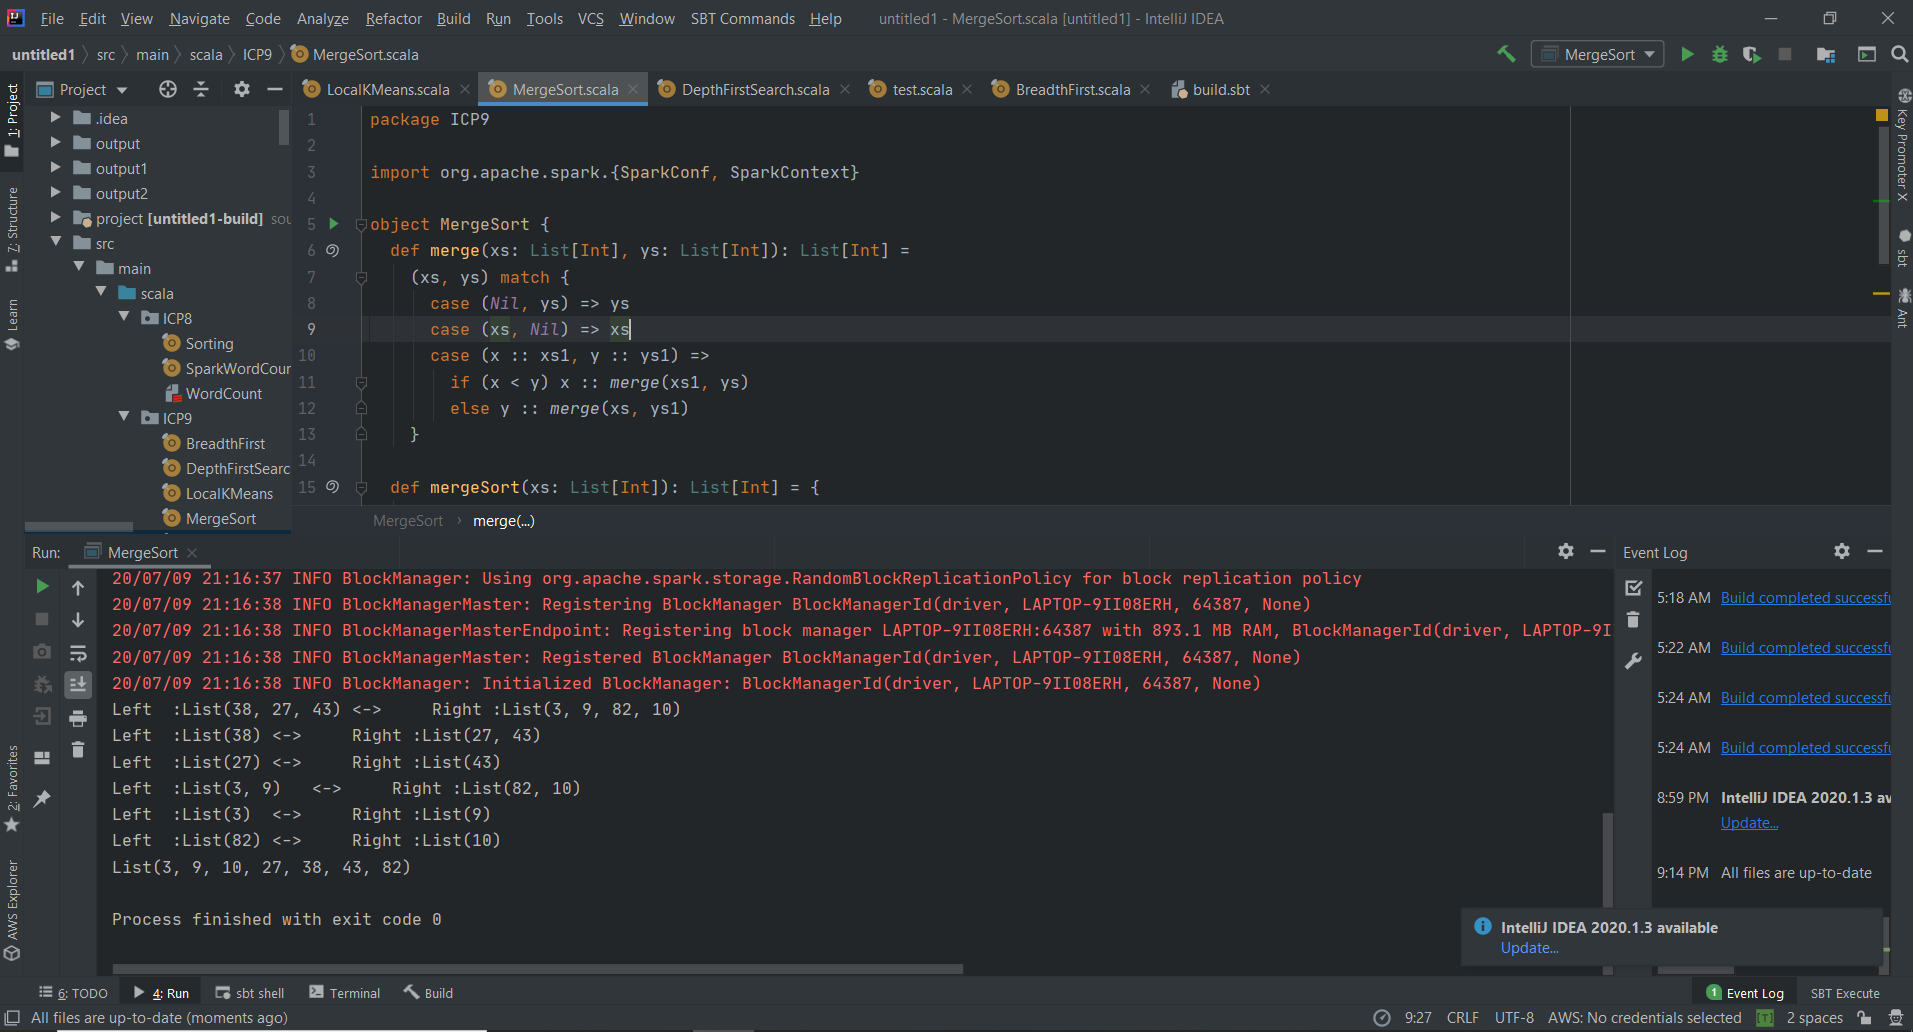 File Edit View Navigate Code Analyze Refactor Build Run Tools VCS Window SBT Commands Help untitled1 - MergeSort.scala [untitled1] - IntelliJ IDEA
untitled1 src main scala ICP9 MergeSort.scala MergeSort
1: Project
7: Structure
Learn
2: Favorites
AWS Explorer
Project
.idea
output
output1
output2
project [untitled1-build] sou
src
main
scala
ICP8
Sorting
SparkWordCour
WordCount
ICP9
BreadthFirst
DepthFirstSearc
LocalKMeans
MergeSort
LocalKMeans.scala MergeSort.scala DepthFirstSearch.scala test.scala BreadthFirst.scala build.sbt
1 package ICP9
2
3 import org.apache.spark.{SparkConf, SparkContext}
4
5 object MergeSort {
6 def merge(xs: List[Int], ys: List[Int]): List[Int] =
7 (xs, ys) match {
8 case (Nil, ys) => ys
9 case (xs, Nil) => xs
10 case (x :: xs1, y :: ys1) =>
11 if (x < y) x :: merge(xs1, ys)
12 else y :: merge(xs, ys1)
13 }
14
15 def mergeSort(xs: List[Int]): List[Int] = {
MergeSort › merge(...)
Key Promoter X
sbt
Ant
Run: MergeSort
20/07/09 21:16:37 INFO BlockManager: Using org.apache.spark.storage.RandomBlockReplicationPolicy for block replication policy
20/07/09 21:16:38 INFO BlockManagerMaster: Registering BlockManager BlockManagerId(driver, LAPTOP-9II08ERH, 64387, None)
20/07/09 21:16:38 INFO BlockManagerMasterEndpoint: Registering block manager LAPTOP-9II08ERH:64387 with 893.1 MB RAM, BlockManagerId(driver, LAPTOP-9I
20/07/09 21:16:38 INFO BlockManagerMaster: Registered BlockManager BlockManagerId(driver, LAPTOP-9II08ERH, 64387, None)
20/07/09 21:16:38 INFO BlockManager: Initialized BlockManager: BlockManagerId(driver, LAPTOP-9II08ERH, 64387, None)
Left :List(38, 27, 43) <-> Right :List(3, 9, 82, 10)
Left :List(38) <-> Right :List(27, 43)
Left :List(27) <-> Right :List(43)
Left :List(3, 9) <-> Right :List(82, 10)
Left :List(3) <-> Right :List(9)
Left :List(82) <-> Right :List(10)
List(3, 9, 10, 27, 38, 43, 82)
Process finished with exit code 0
Event Log
5:18 AM Build completed successfu
5:22 AM Build completed successfu
5:24 AM Build completed successfu
5:24 AM Build completed successfu
8:59 PM IntelliJ IDEA 2020.1.3 av
Update...
9:14 PM All files are up-to-date
IntelliJ IDEA 2020.1.3 available
Update...
6: TODO 4: Run sbt shell Terminal Build 1 Event Log SBT Execute
All files are up-to-date (moments ago) 9:27 CRLF UTF-8 AWS: No credentials selected [T] 2 spaces